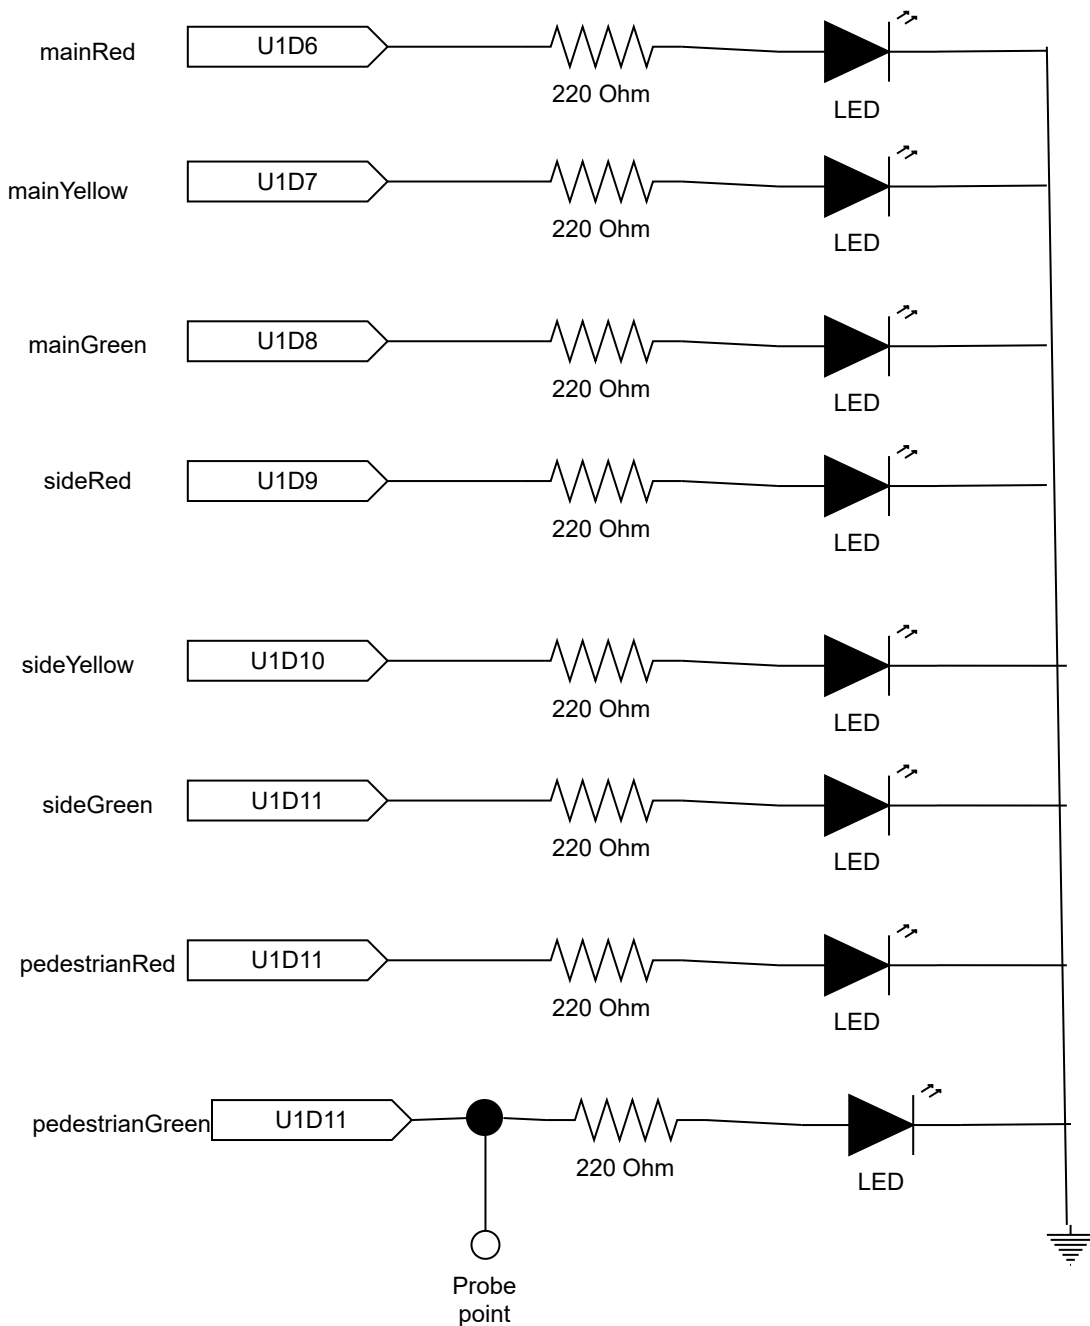 mainRed
U1D6
220 Ohm
LED
mainYellow
U1D7
220 Ohm
LED
mainGreen
U1D8
220 Ohm
LED
sideRed
U1D9
220 Ohm
LED
sideYellow
U1D10
220 Ohm
LED
sideGreen
U1D11
220 Ohm
LED
pedestrianRed
U1D11
220 Ohm
LED
pedestrianGreen
U1D11
220 Ohm
LED
Probe
point